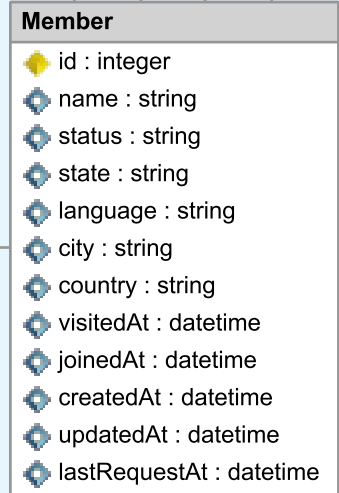 Member
id : integer
name : string
status : string
state : string
language : string
city : string
country : string
visitedAt : datetime
joinedAt : datetime
createdAt : datetime
updatedAt : datetime
lastRequestAt : datetime